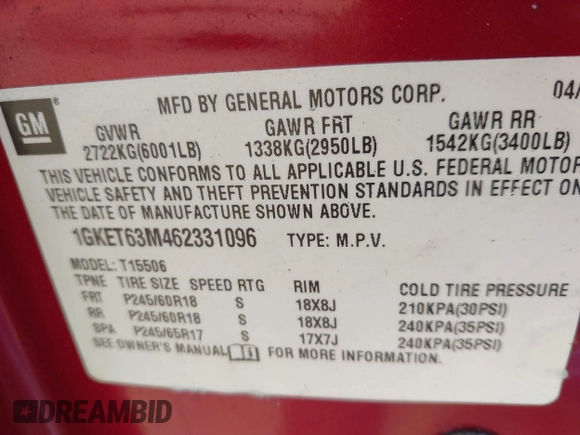 GM ®
MFD BY GENERAL MOTORS CORP. 04/
GVWR GAWR FRT GAWR RR
2722KG(6001LB) 1338KG(2950LB) 1542KG(3400LB)
THIS VEHICLE CONFORMS TO ALL APPLICABLE U.S. FEDERAL MOTOR
VEHICLE SAFETY AND THEFT PREVENTION STANDARDS IN EFFECT ON
THE DATE OF MANUFACTURE SHOWN ABOVE.
1GKET63M462331096 TYPE: M.P.V.
MODEL: T15506
TPNE TIRE SIZE SPEED RTG RIM COLD TIRE PRESSURE
FRT P245/60R18 S 18X8J 210KPA(30PSI)
RR P245/60R18 S 18X8J 240KPA(35PSI)
SPA P245/65R17 S 17X7J 240KPA(35PSI)
SEE OWNER'S MANUAL i FOR MORE INFORMATION.
DREAMBID